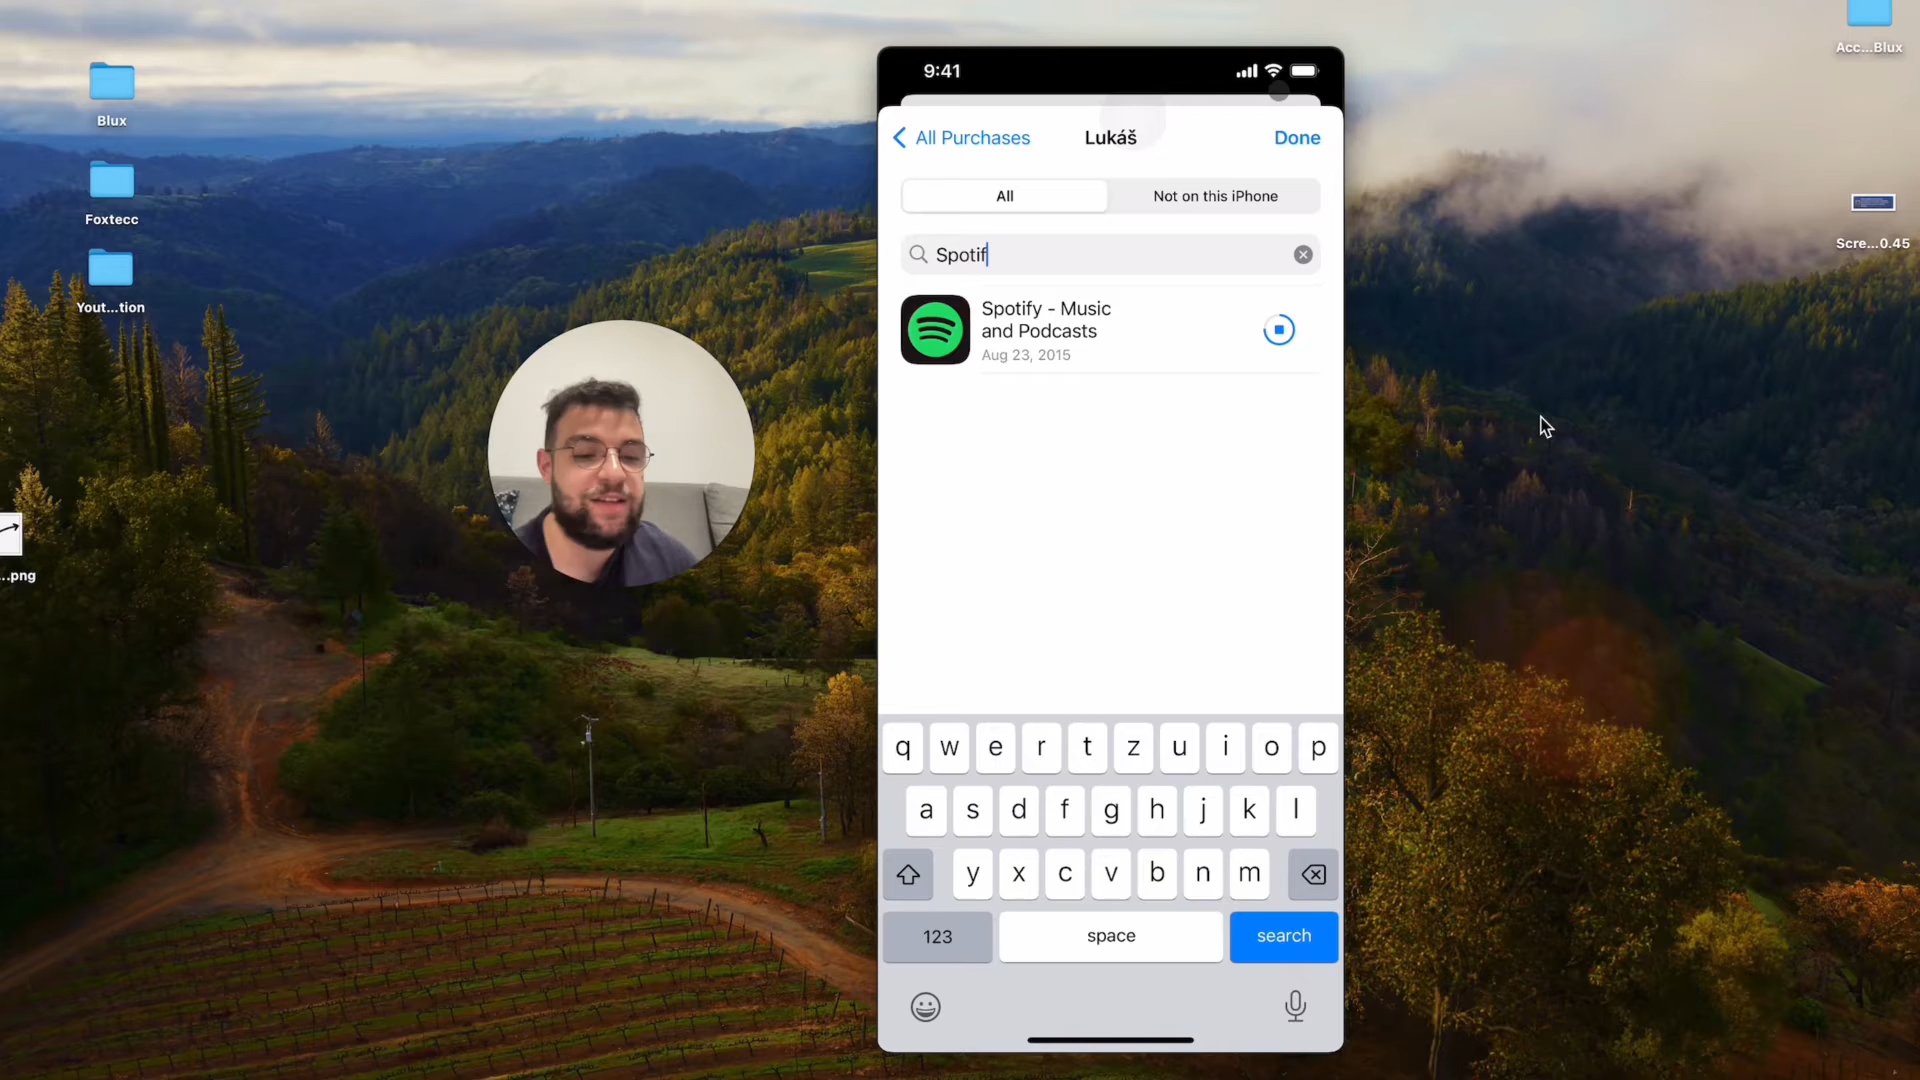 Blux
Foxtecc
Yout...tion
...png
Acc...Blux
Scre...0.45
9:41
All Purchases
Lukáš
Done
All
Not on this iPhone
Spotif
Spotify - Music
and Podcasts
Aug 23, 2015
q w e r t z u i o p
a s d f g h j k l
y x c v b n m
123
space
search